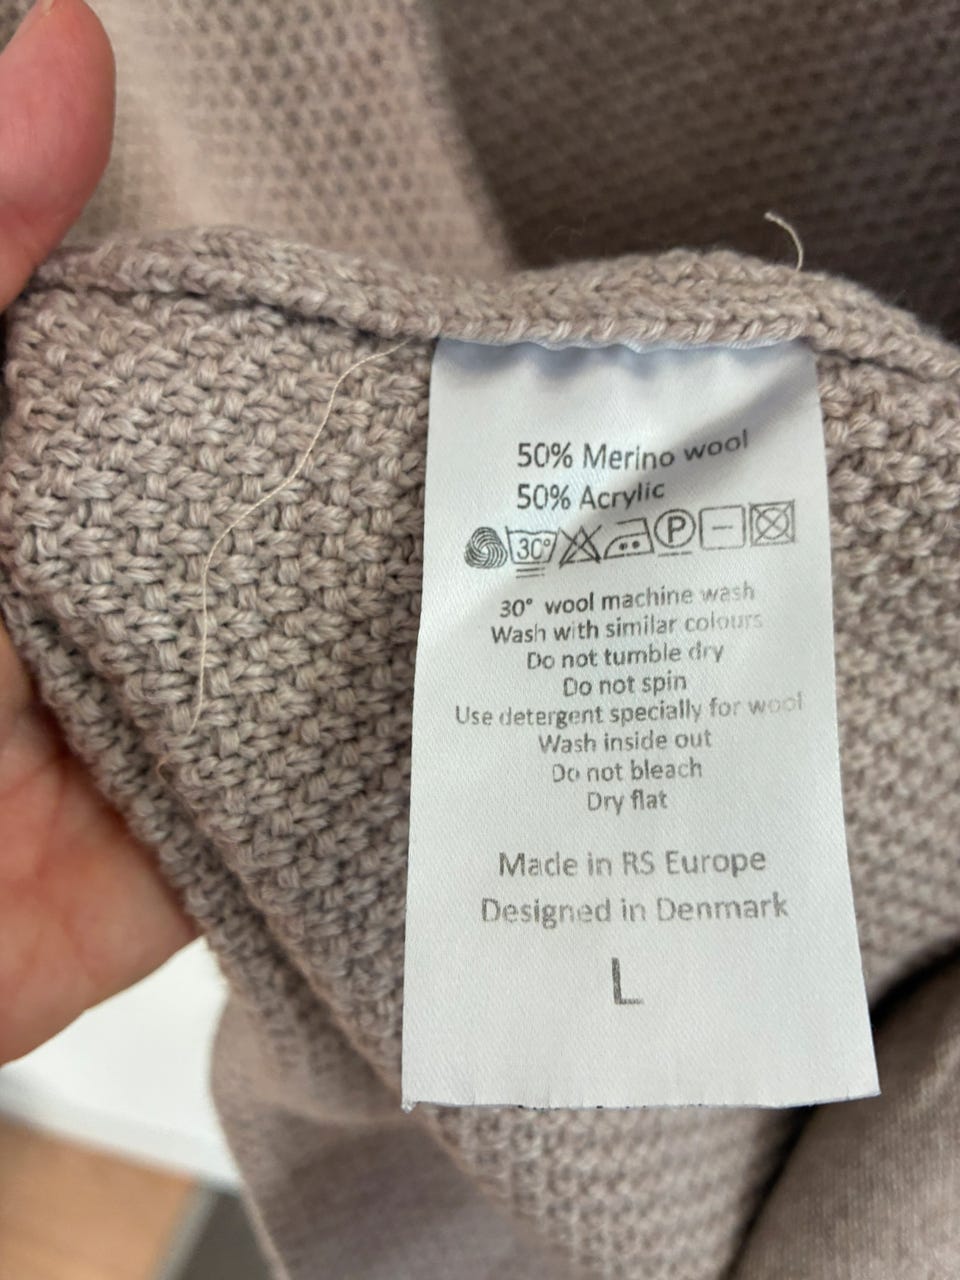 50% Merino wool
50% Acrylic
30° P
30° wool machine wash
Wash with similar colours
Do not tumble dry
Do not spin
Use detergent specially for wool
Wash inside out
Do not bleach
Dry flat
Made in RS Europe
Designed in Denmark
L